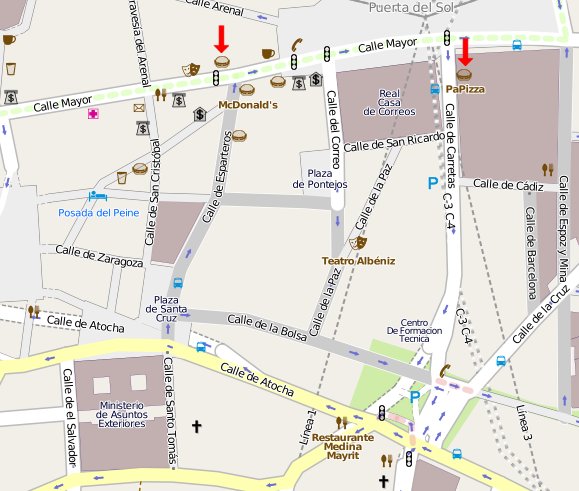 Puerta del Sol
Calle Arenal
Travesía del Arenal
Calle Mayor
Calle Mayor
McDonald's
PaPizza
Real
Casa
de Correos
Calle de San Ricardo
Calle del Correo
Calle de Carretas
C-3 C-4
Calle de Esparteros
Calle de San Cristóbal
Plaza
de Pontejos
Calle de la Paz
P
Calle de Cádiz
Posada del Peine
Calle de Espoz y Mina
Calle de Barcelona
Calle de Zaragoza
Teatro Albéniz
Calle de la Paz
Plaza
de Santa
Cruz
Calle de la Cruz
Calle de Atocha
Calle de la Bolsa
Centro
De Formacion
Tecnica
C-3 C-4
Calle de Atocha
P
Calle de el Salvador
Ministerio
de Asuntos
Exteriores
Calle de Santo Tomás
Línea 1
Línea 3
Restaurante
Medina
Mayrit